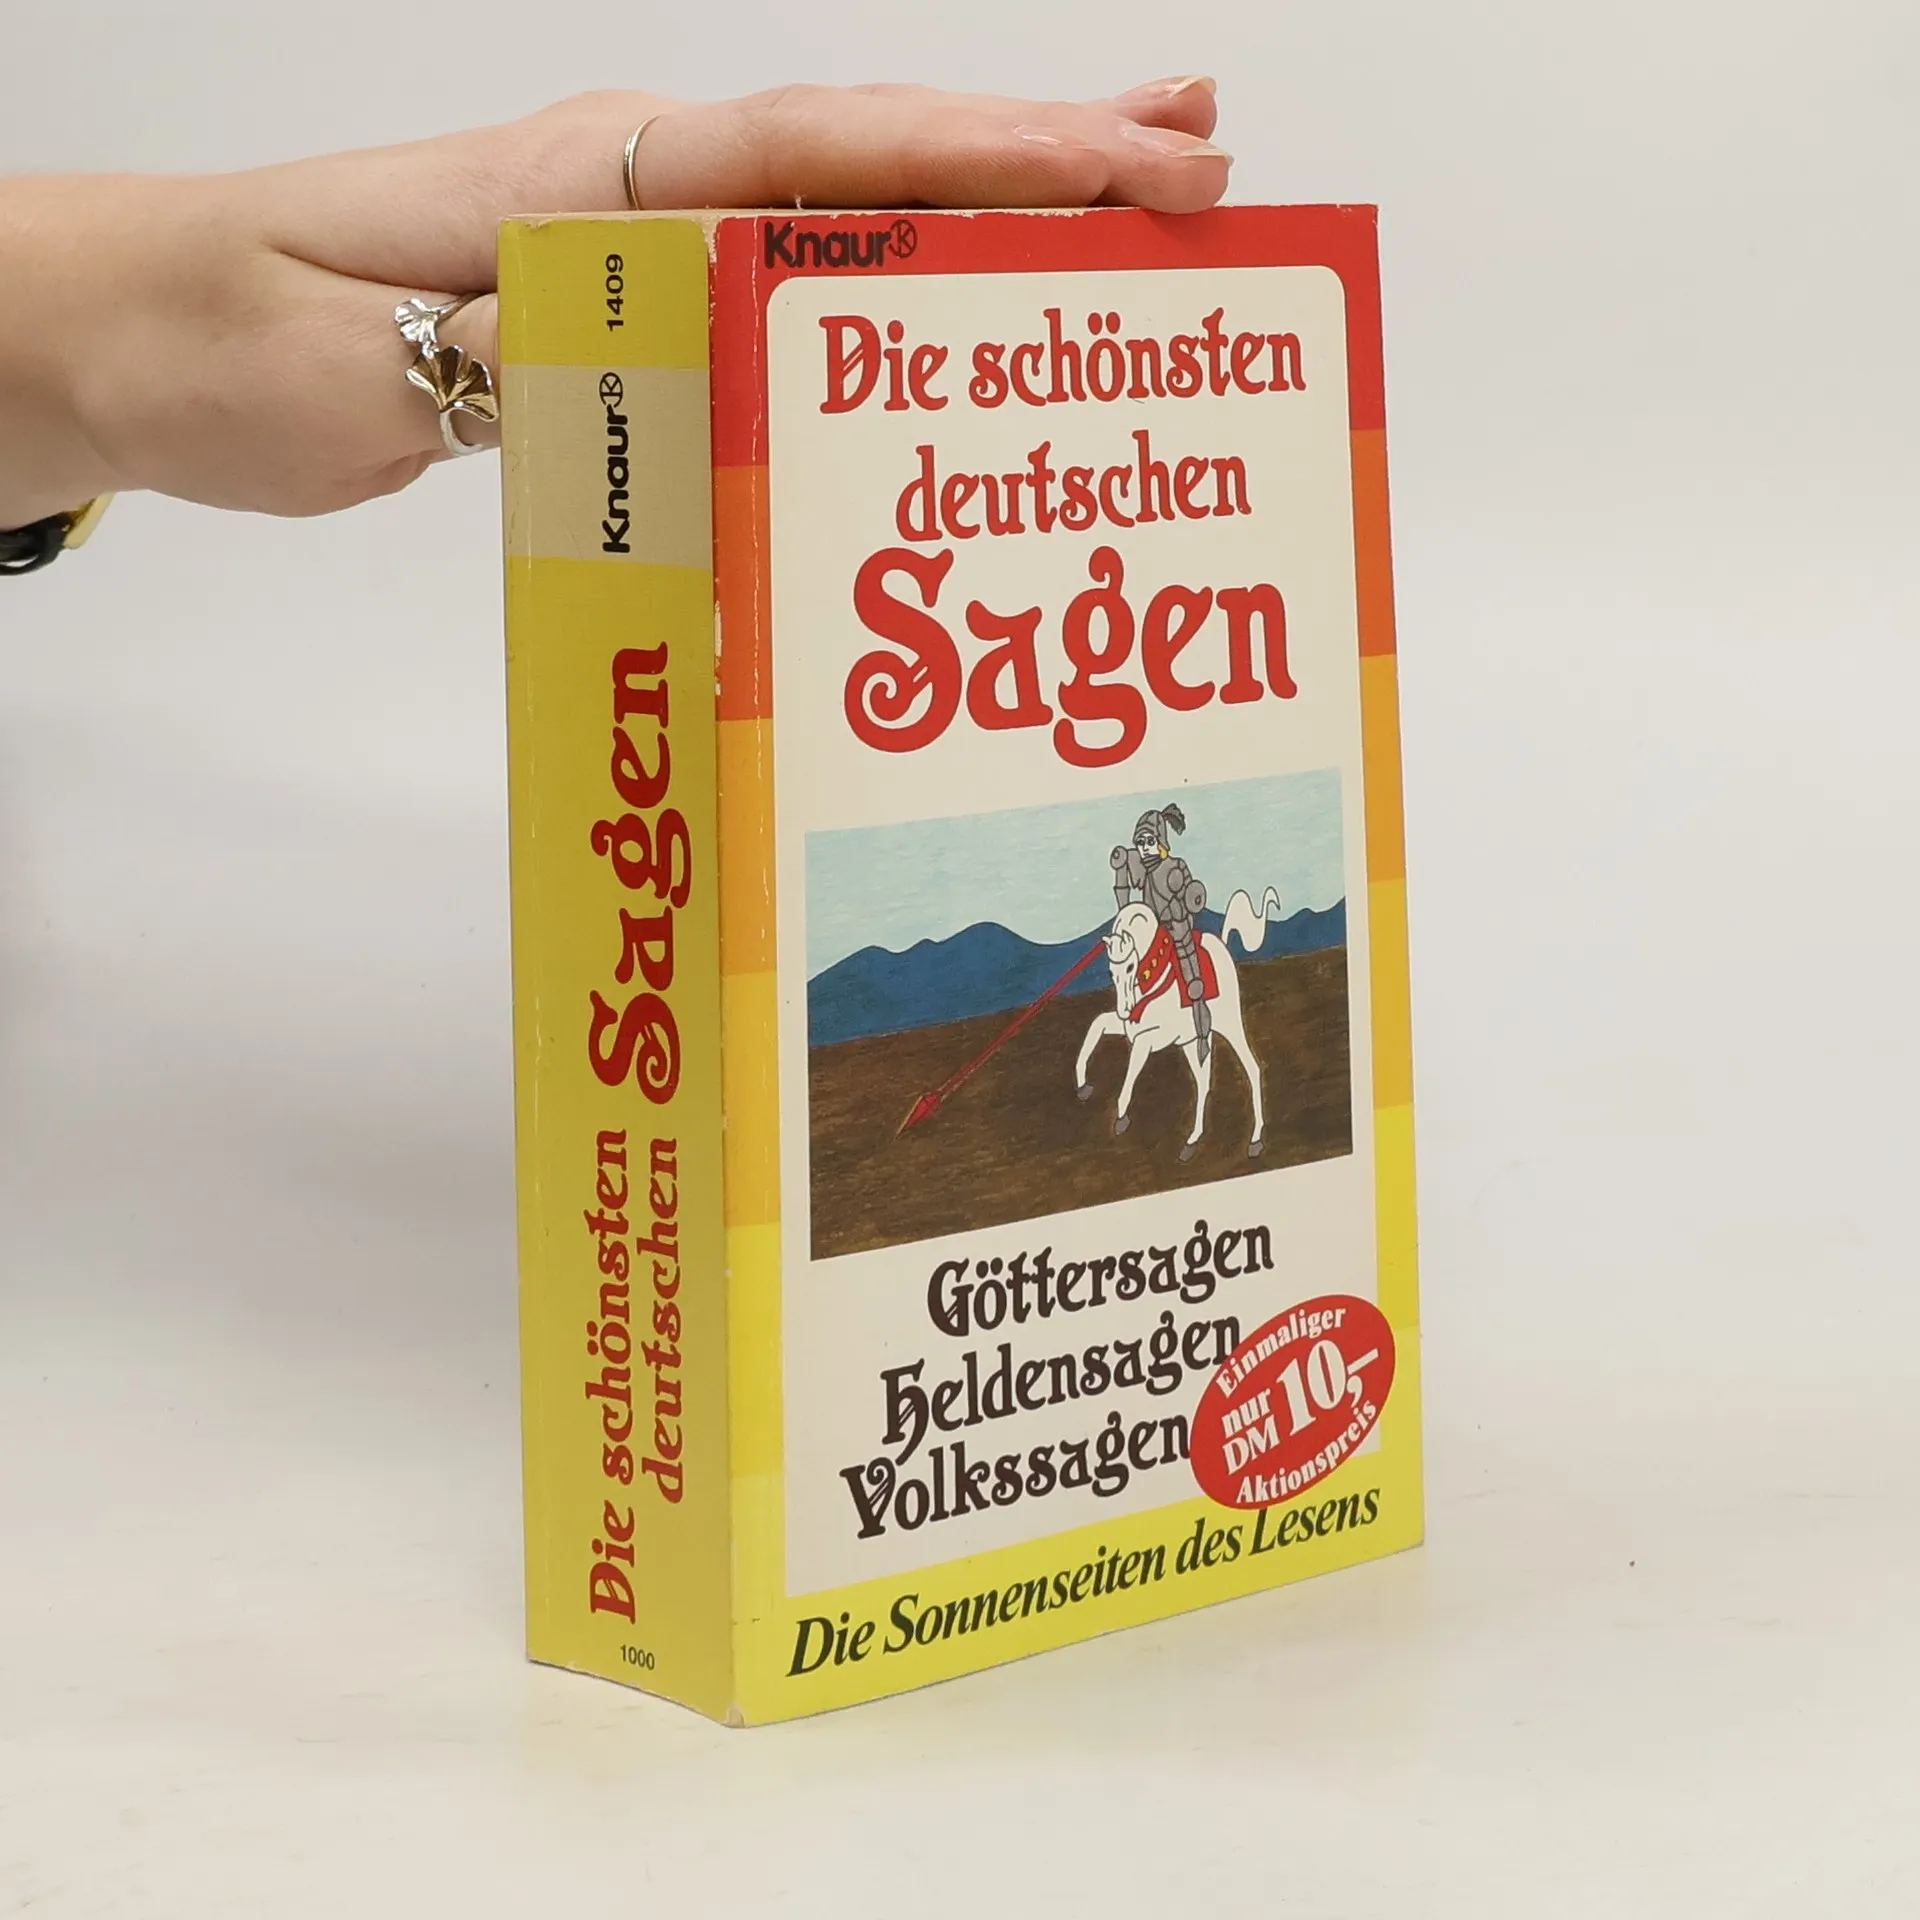 1409
Knaur
Die schönsten
deutschen
Sagen
1000
Knaur
Die schönsten
deutschen
Sagen
Göttersagen
Heldensagen
Volkssagen
Einmaliger
nur
DM 10,–
Aktionspreis
Die Sonnenseiten des Lesens